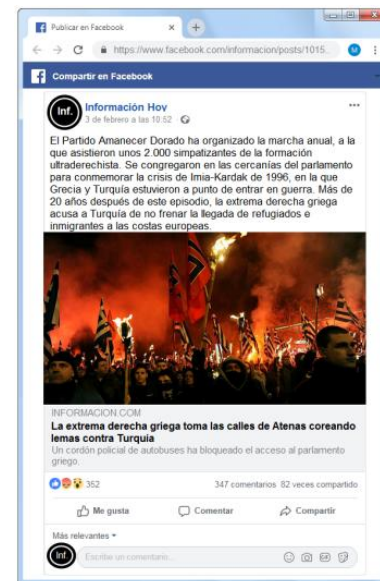 Publicar en Facebook
https://www.facebook.com/informacion/posts/1015..
M
Compartir en Facebook
Inf.
Información Hoy
3 de febrero a las 10:52
El Partido Amanecer Dorado ha organizado la marcha anual, a la
que asistieron unos 2.000 simpatizantes de la formación
ultraderechista. Se congregaron en las cercanías del parlamento
para conmemorar la crisis de Imia-Kardak de 1996, en la que
Grecia y Turquía estuvieron a punto de entrar en guerra. Más de
20 años después de este episodio, la extrema derecha griega
acusa a Turquía de no frenar la llegada de refugiados e
inmigrantes a las costas europeas.
INFORMACION.COM
La extrema derecha griega toma las calles de Atenas coreando
lemas contra Turquía
Un cordón policial de autobuses ha bloqueado el acceso al parlamento
griego.
352
347 comentarios 82 veces compartido
Me gusta
Comentar
Compartir
Más relevantes
Inf.
Escribe un comentario...
GIF